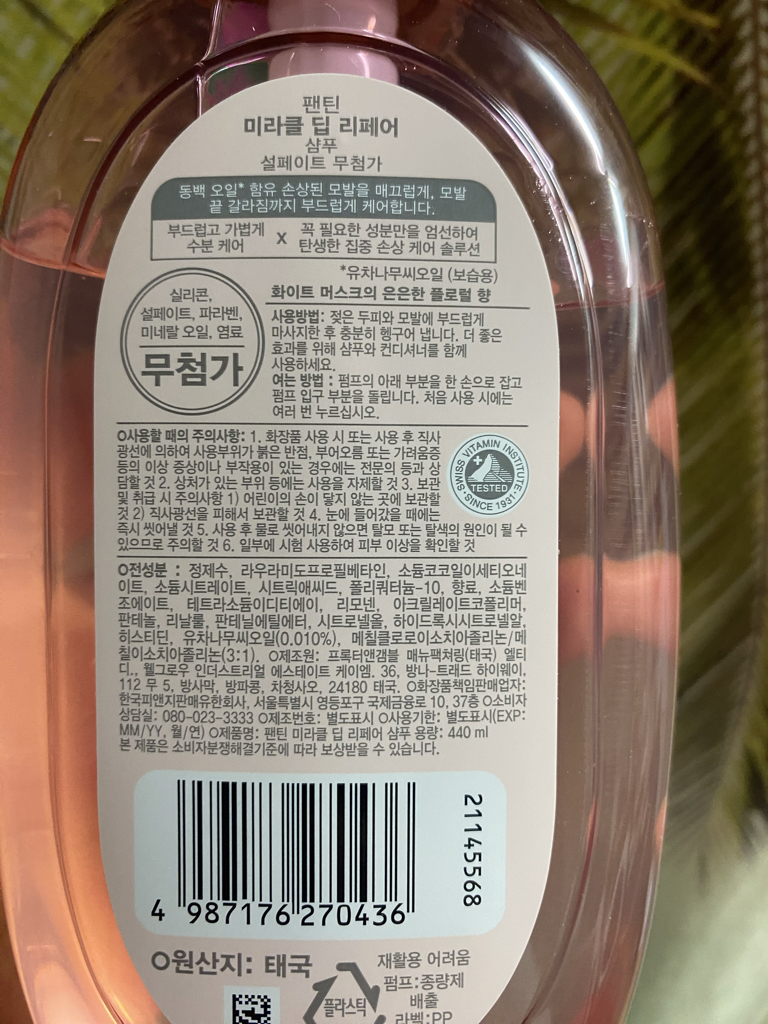 팬틴
미라클 딥 리페어
샴푸
설페이트 무첨가
동백 오일* 함유 손상된 모발을 매끄럽게, 모발
끝 갈라짐까지 부드럽게 케어합니다.
부드럽고 가볍게
수분 케어
x
꼭 필요한 성분만을 엄선하여
탄생한 집중 손상 케어 솔루션
*유차나무씨오일 (보습용)
화이트 머스크의 은은한 플로럴 향
실리콘,
설페이트, 파라벤,
미네랄 오일, 염료
무첨가
사용방법: 젖은 두피와 모발에 부드럽게
마사지한 후 충분히 헹구어 냅니다. 더 좋은
효과를 위해 샴푸와 컨디셔너를 함께
사용하세요.
여는 방법 : 펌프의 아래 부분을 한 손으로 잡고
펌프 입구 부분을 돌립니다. 처음 사용 시에는
여러 번 누르십시오.
O사용할 때의 주의사항: 1. 화장품 사용 시 또는 사용 후 직사
광선에 의하여 사용부위가 붉은 반점, 부어오름 또는 가려움증
등의 이상 증상이나 부작용이 있는 경우에는 전문의 등과 상
담할 것 2. 상처가 있는 부위 등에는 사용을 자제할 것 3. 보관
및 취급 시 주의사항 1) 어린이의 손이 닿지 않는 곳에 보관할
것 2) 직사광선을 피해서 보관할 것 4. 눈에 들어갔을 때에는
즉시 씻어낼 것 5. 사용 후 물로 씻어내지 않으면 탈모 또는 탈색의 원인이 될 수
있으므로 주의할 것 6. 일부에 시험 사용하여 피부 이상을 확인할 것
SWISS VITAMIN INSTITUTE
TESTED
• SINCE 1931 •
O전성분 : 정제수, 라우라미도프로필베타인, 소듐코코일이세티오네
이트, 소듐시트레이트, 시트릭애씨드, 폴리쿼터늄-10, 향료, 소듐벤
조에이트, 테트라소듐이디티에이, 리모넨, 아크릴레이트코폴리머,
판테놀, 리날룰, 판테닐에틸에터, 시트로넬올, 하이드록시시트로넬알,
히스티딘, 유차나무씨오일(0.010%), 메칠클로로이소치아졸리논/메
칠이소치아졸리논(3:1). O제조원: 프록터앤갬블 매뉴팩쳐링(태국) 엘티
디., 웰그로우 인더스트리얼 에스테이트 케이엠. 36, 방나-트래드 하이웨이,
112 무 5, 방사막, 방파콩, 차청사오, 24180 태국. O화장품책임판매업자:
한국피앤지판매유한회사, 서울특별시 영등포구 국제금융로 10, 37층 O소비자
상담실: 080-023-3333 O제조번호: 별도표시 O사용기한: 별도표시(EXP:
MM/YY, 월/연) O제품명: 팬틴 미라클 딥 리페어 샴푸 용량: 440 ml
본 제품은 소비자분쟁해결기준에 따라 보상받을 수 있습니다.
4 987176 270436
21145568
O원산지: 태국
플라스틱
재활용 어려움
펌프:종량제
배출
라벨:PP